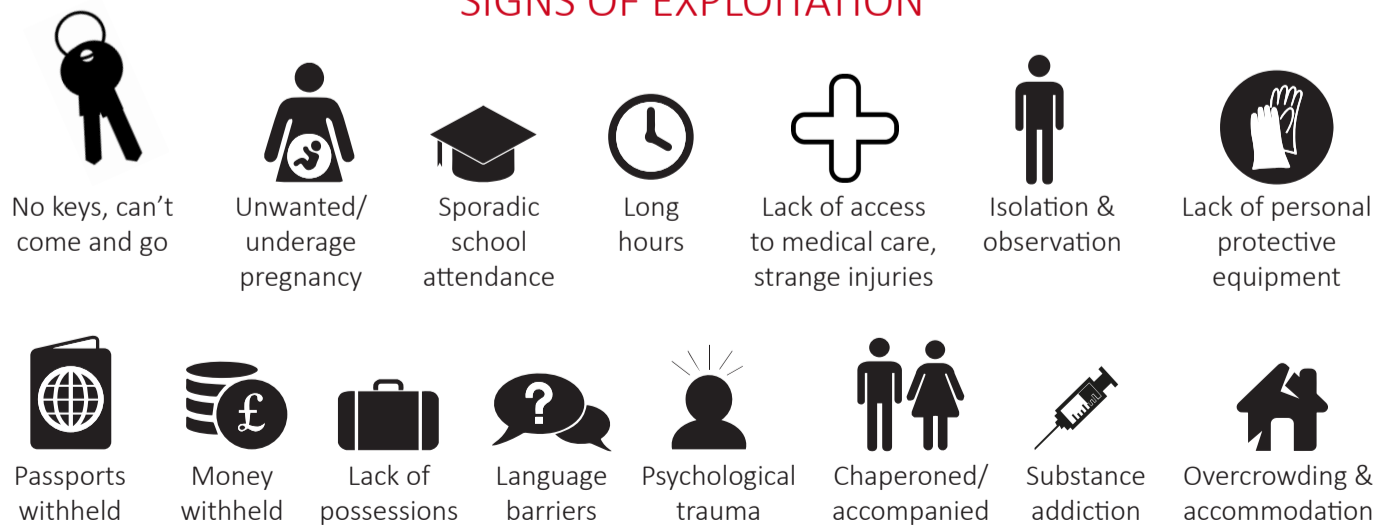 SIGNS OF EXPLOITATION
No keys, can't
come and go
Unwanted/
underage
pregnancy
Sporadic
school
attendance
Long
hours
Lack of access
to medical care,
strange injuries
Isolation &
observation
Lack of personal
protective
equipment
£
?
Passports
withheld
Money
withheld
Lack of
possessions
Language
barriers
Psychological
trauma
Chaperoned/
accompanied
Substance
addiction
Overcrowding &
accommodation